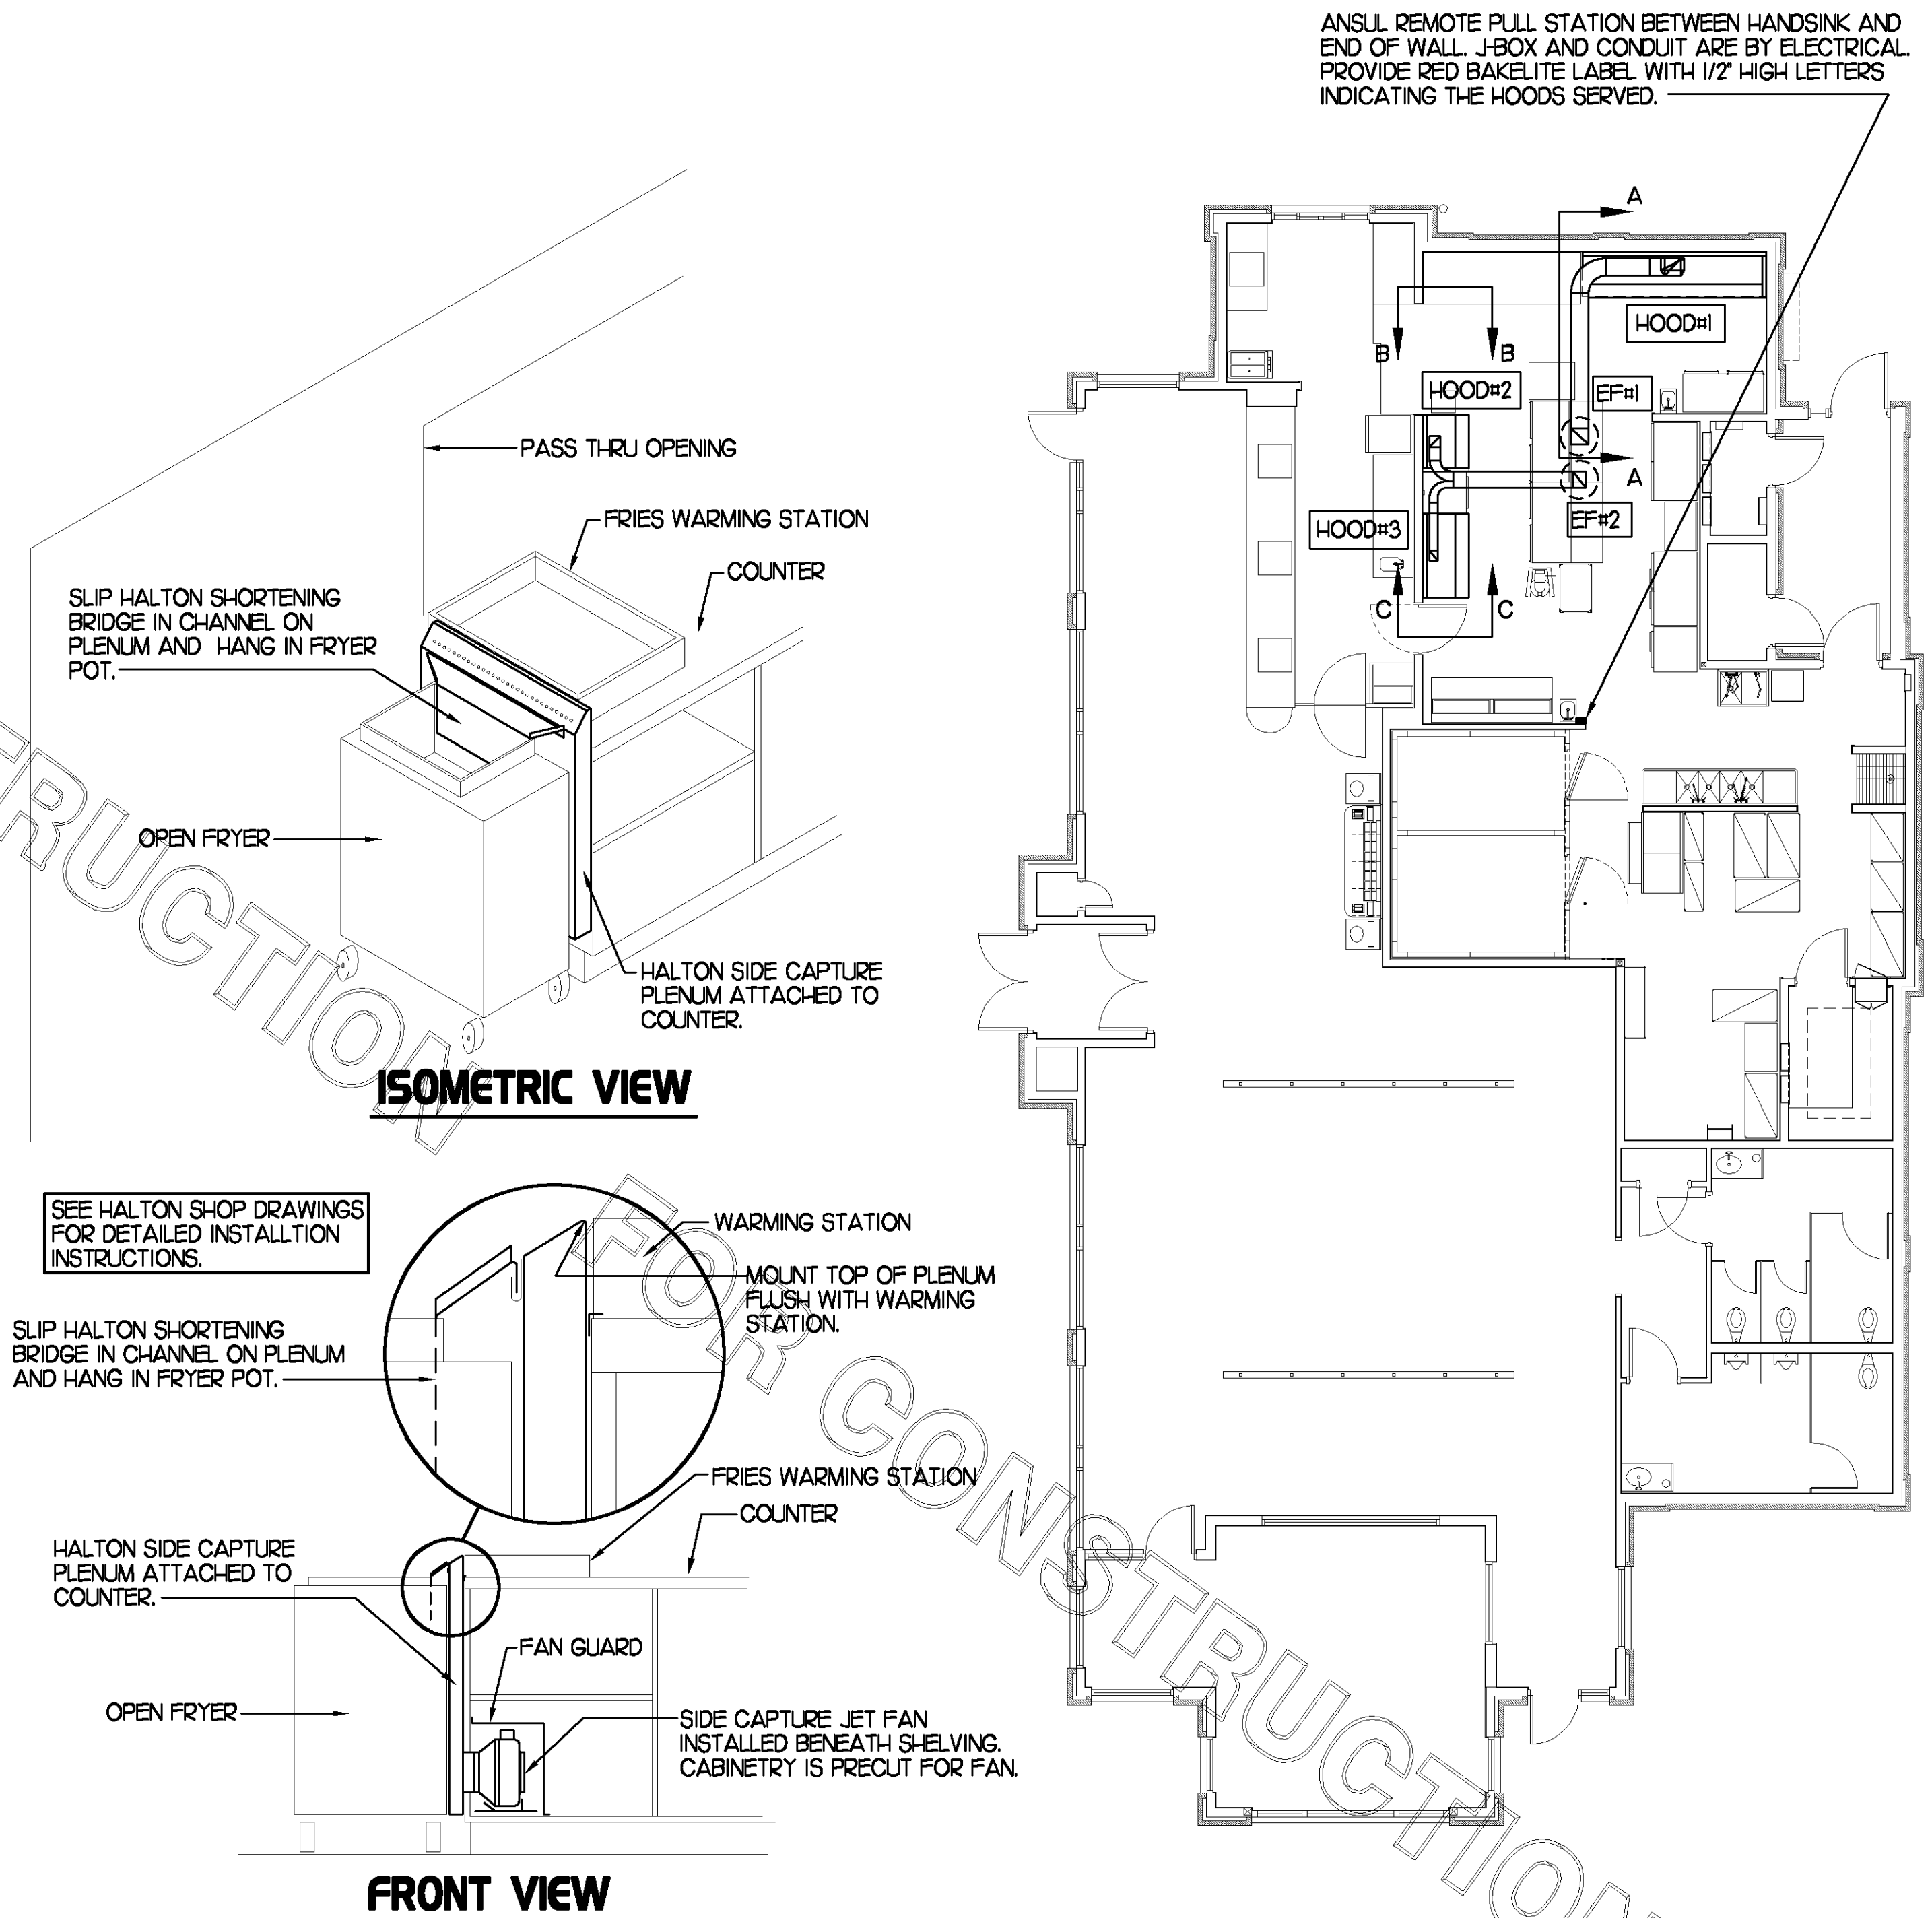 ANSUL REMOTE PULL STATION BETWEEN HANDSINK AND
END OF WALL. J-BOX AND CONDUIT ARE BY ELECTRICAL.
PROVIDE RED BAKELITE LABEL WITH 1/2" HIGH LETTERS
INDICATING THE HOODS SERVED.
A
HOOD#1
B
B
HOOD#2
EF#1
A
EF#2
HOOD#3
C
C
PASS THRU OPENING
FRIES WARMING STATION
COUNTER
SLIP HALTON SHORTENING
BRIDGE IN CHANNEL ON
PLENUM AND HANG IN FRYER
POT.
OPEN FRYER
HALTON SIDE CAPTURE
PLENUM ATTACHED TO
COUNTER.
ISOMETRIC VIEW
TRUCTION
SEE HALTON SHOP DRAWINGS
FOR DETAILED INSTALLTION
INSTRUCTIONS.
WARMING STATION
MOUNT TOP OF PLENUM
FLUSH WITH WARMING
STATION.
SLIP HALTON SHORTENING
BRIDGE IN CHANNEL ON PLENUM
AND HANG IN FRYER POT.
FRIES WARMING STATION
COUNTER
HALTON SIDE CAPTURE
PLENUM ATTACHED TO
COUNTER.
FAN GUARD
OPEN FRYER
SIDE CAPTURE JET FAN
INSTALLED BENEATH SHELVING.
CABINETRY IS PRECUT FOR FAN.
FRONT VIEW
FOR CONSTRUCTION